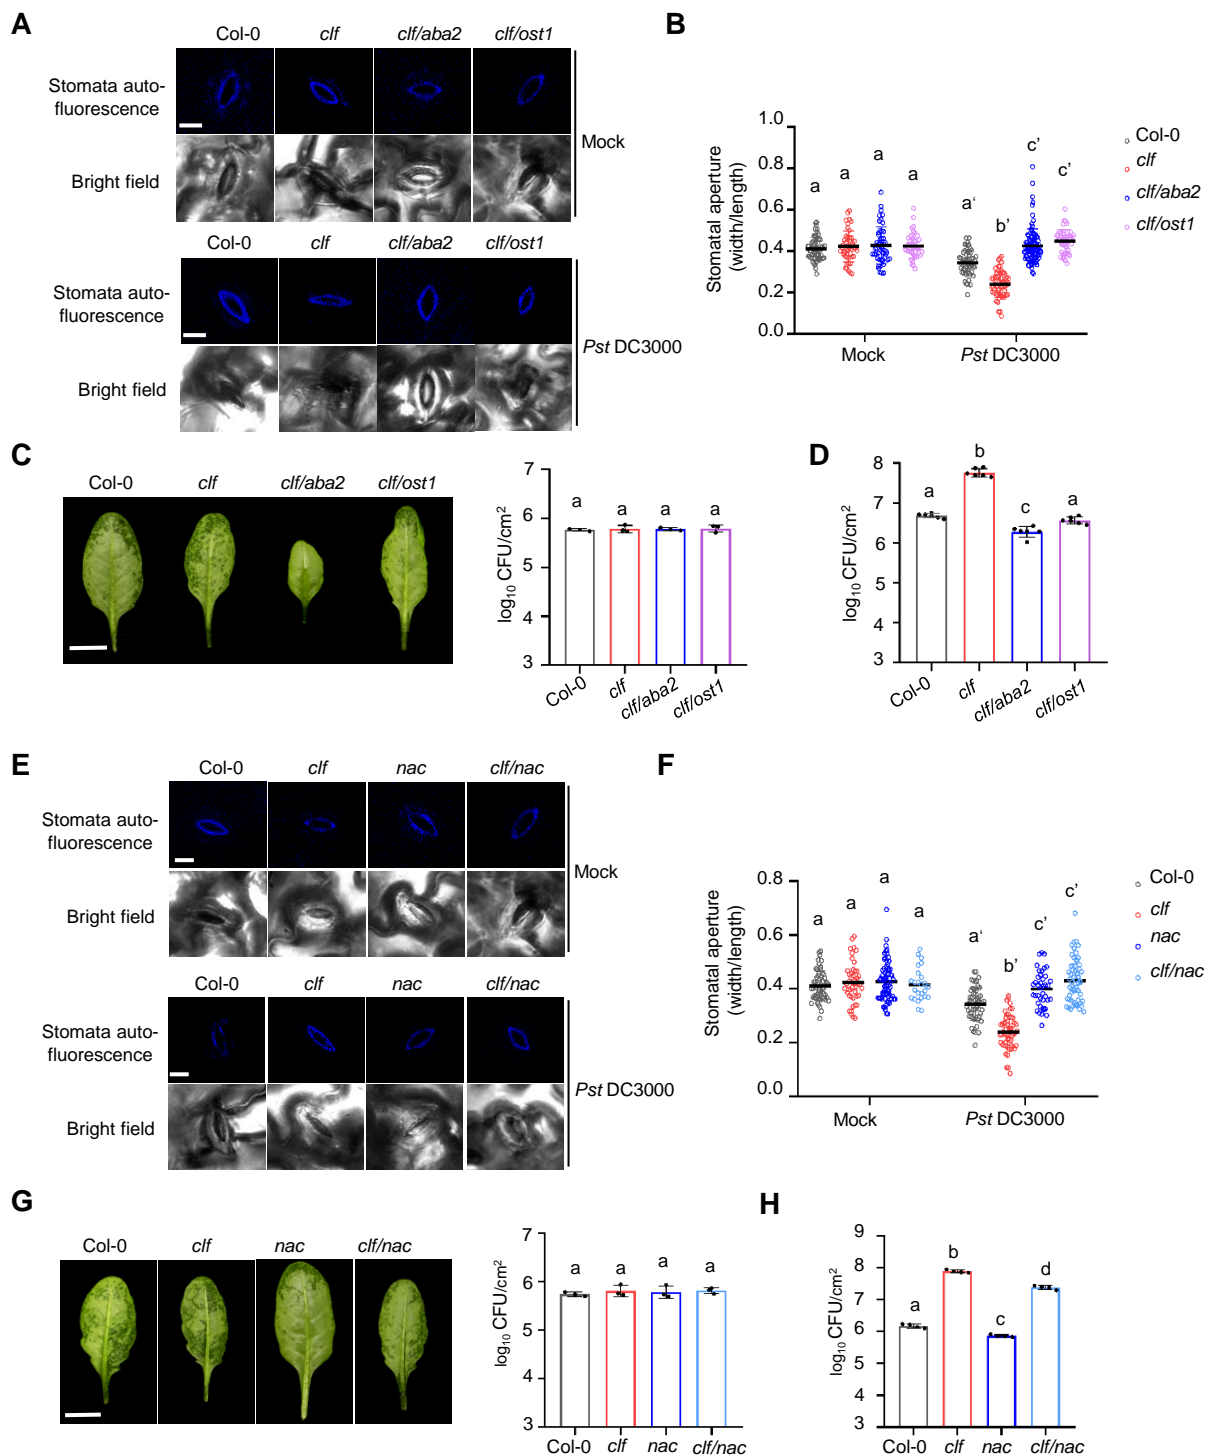 A
Col-0 clf clf/aba2 clf/ost1
Stomata auto-
fluorescence
Bright field
Mock
Col-0 clf clf/aba2 clf/ost1
Stomata auto-
fluorescence
Bright field
Pst DC3000
B
Stomatal aperture
(width/length)
1.0
0.8
0.6
0.4
0.2
0.0
a a a a
a' b' c' c'
Mock Pst DC3000
Col-0
clf
clf/aba2
clf/ost1
C
Col-0 clf clf/aba2 clf/ost1
log10 CFU/cm2
7
6
5
4
3
a a a a
Col-0 clf clf/aba2 clf/ost1
D
log10 CFU/cm2
8
7
6
5
4
3
a b c a
Col-0 clf clf/aba2 clf/ost1
E
Col-0 clf nac clf/nac
Stomata auto-
fluorescence
Bright field
Mock
Col-0 clf nac clf/nac
Stomata auto-
fluorescence
Bright field
Pst DC3000
F
Stomatal aperture
(width/length)
0.8
0.6
0.4
0.2
0.0
a a a a
a' b' c' c'
Mock Pst DC3000
Col-0
clf
nac
clf/nac
G
Col-0 clf nac clf/nac
log10 CFU/cm2
7
6
5
4
3
a a a a
Col-0 clf nac clf/nac
H
log10 CFU/cm2
9
8
7
6
5
4
3
a b c d
Col-0 clf nac clf/nac